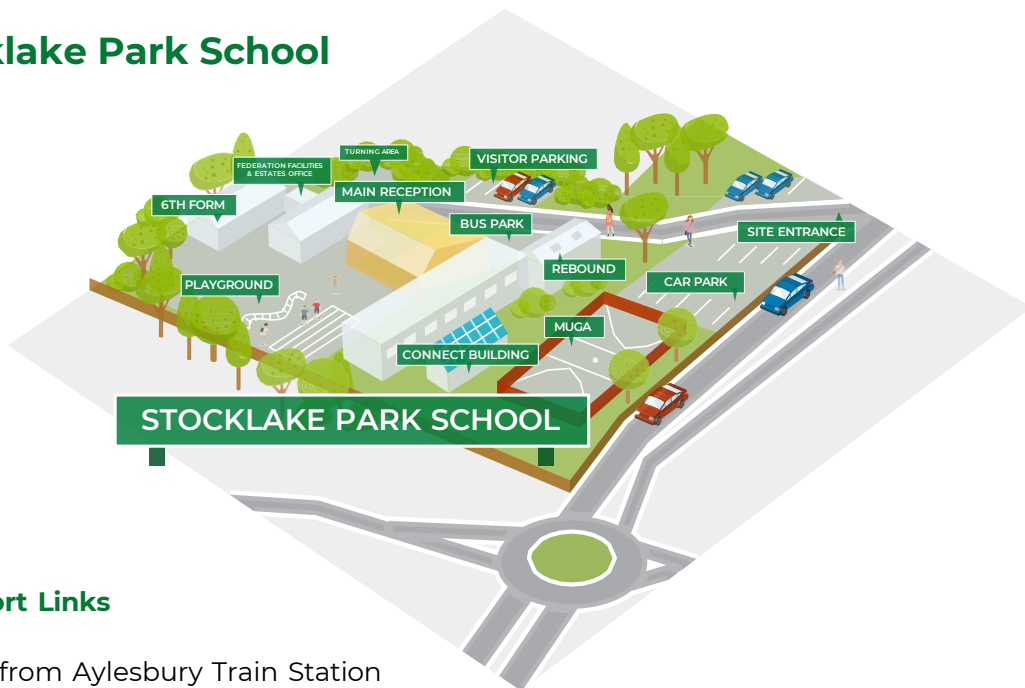 klake Park School
TURNING AREA
VISITOR PARKING
FEDERATION FACILITIES
& ESTATES OFFICE
MAIN RECEPTION
6TH FORM
BUS PARK
SITE ENTRANCE
REBOUND
CAR PARK
PLAYGROUND
MUGA
CONNECT BUILDING
STOCKLAKE PARK SCHOOL
ort Links
from Aylesbury Train Station